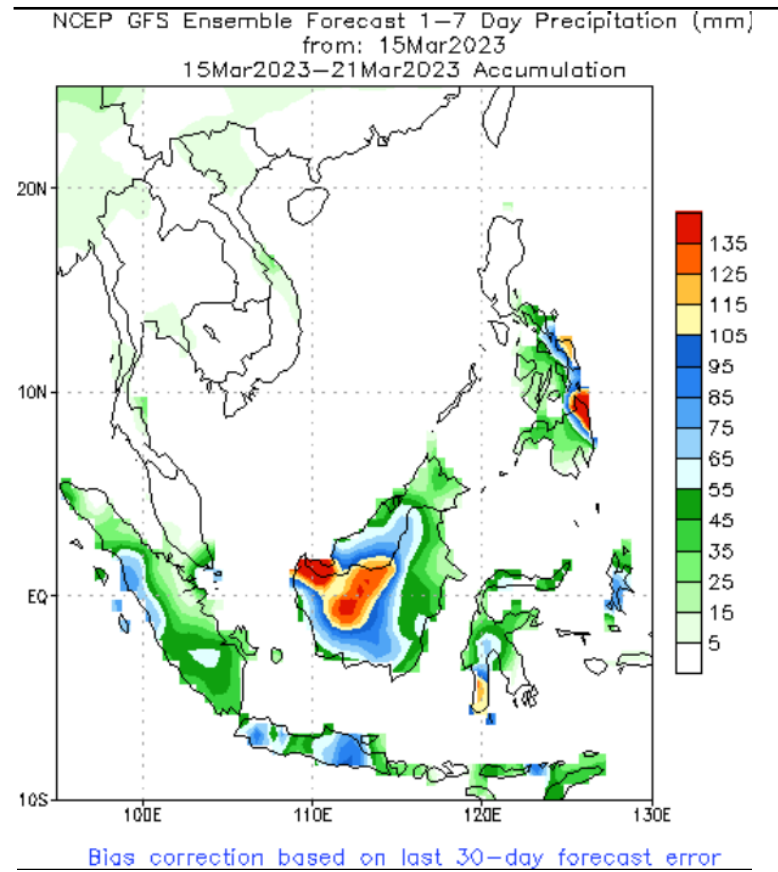 NCEP GFS Ensemble Forecast 1–7 Day Precipitation (mm)
from: 15Mar2023
15Mar2023–21Mar2023 Accumulation
20N
10N
EQ
10S
100E
110E
120E
130E
135
125
115
105
95
85
75
65
55
45
35
25
15
5
Bias correction based on last 30–day forecast error